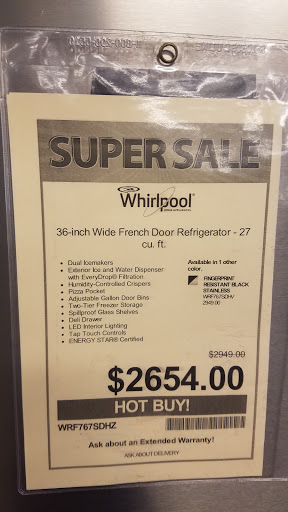 SUPER SALE
Whirlpool
36-inch Wide French Door Refrigerator - 27
cu. ft.
• Dual Icemakers
• Exterior Ice and Water Dispenser
with EveryDrop® Filtration
• Humidity-Controlled Crispers
• Pizza Pocket
• Adjustable Gallon Door Bins
• Two-Tier Freezer Storage
• Spillproof Glass Shelves
• Deli Drawer
• LED Interior Lighting
• Tap Touch Controls
• ENERGY STAR® Certified
Available in 1 other
color.
FINGERPRINT
RESISTANT BLACK
STAINLESS
WRF767SDHV
2949.00
$2949.00
$2654.00
HOT BUY!
WRF767SDHZ
Ask about an Extended Warranty!
ASK ABOUT DELIVERY